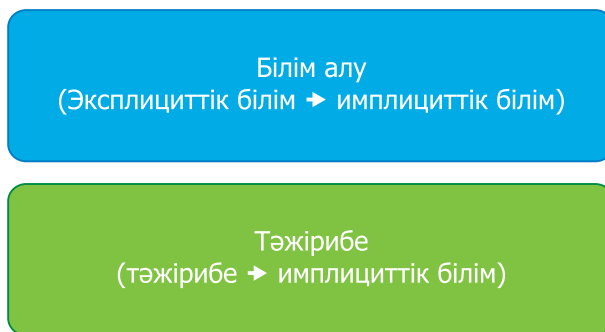 Білім алу
(Эксплициттік білім → имплициттік білім)
Тәжірибе
(тәжірибе → имплициттік білім)